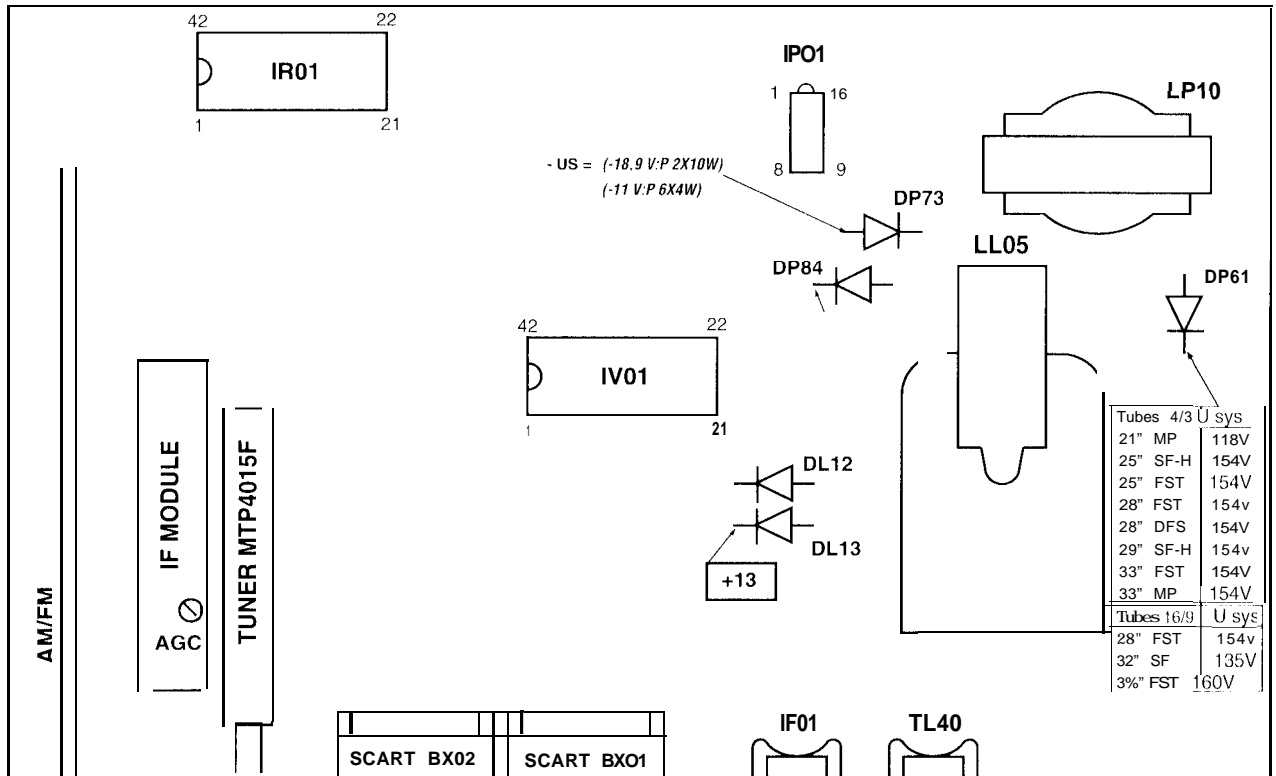 42 22
IR01
1 21
IPO1
1 16
8 9
LP10
- US = (-18,9 V:P 2X10W)
(-11 V:P 6X4W)
DP73
LL05
DP84
DP61
42 22
IV01
1 21
Tubes 4/3 U sys
21" MP 118V
25" SF-H 154V
25" FST 154V
28" FST 154v
28" DFS 154V
29" SF-H 154v
33" FST 154V
33" MP 154V
Tubes 16/9 U sys
28" FST 154v
32" SF 135V
3%" FST 160V
DL12
DL13
+13
IF MODULE
AGC
TUNER MTP4015F
AM/FM
SCART BX02
SCART BXO1
IF01
TL40